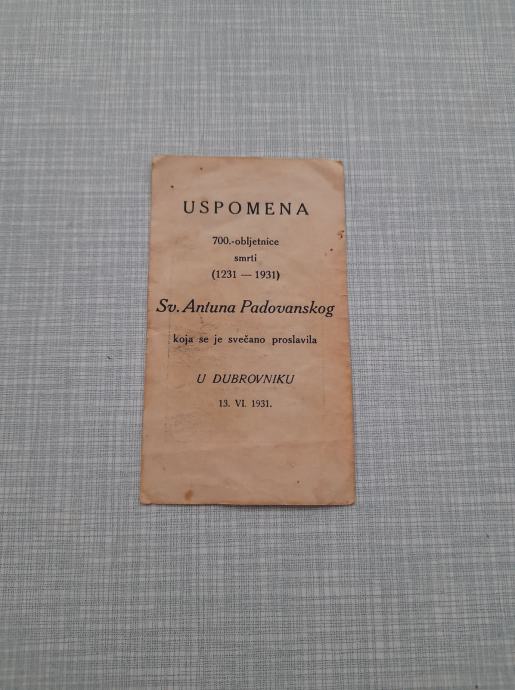 USPOMENA
700.-obljetnice
smrti
(1231 — 1931)
Sv. Antuna Padovanskog
koja se je svečano proslavila
U DUBROVNIKU
13. VI. 1931.